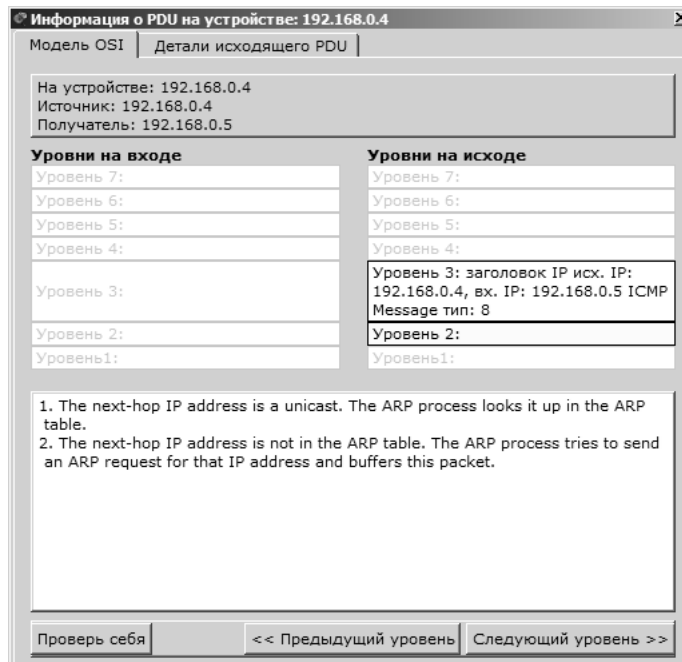 Информация о PDU на устройстве: 192.168.0.4
Модель OSI
Детали исходящего PDU
На устройстве: 192.168.0.4
Источник: 192.168.0.4
Получатель: 192.168.0.5
Уровни на входе
Уровень 7:
Уровень 6:
Уровень 5:
Уровень 4:
Уровень 3:
Уровень 2:
Уровень1:
Уровни на исходе
Уровень 7:
Уровень 6:
Уровень 5:
Уровень 4:
Уровень 3: заголовок IP исх. IP:
192.168.0.4, вх. IP: 192.168.0.5 ICMP
Message тип: 8
Уровень 2:
Уровень1:
1. The next-hop IP address is a unicast. The ARP process looks it up in the ARP
table.
2. The next-hop IP address is not in the ARP table. The ARP process tries to send
an ARP request for that IP address and buffers this packet.
Проверь себя
<< Предыдущий уровень
Следующий уровень >>